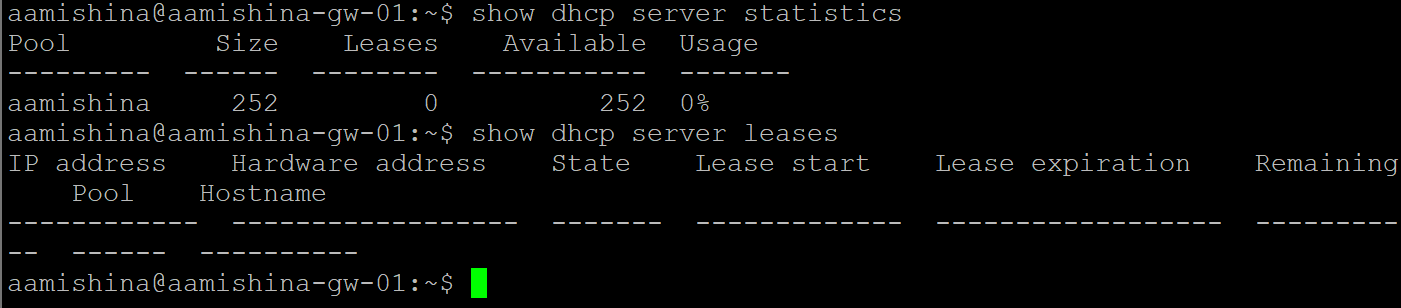 aamishina@aamishina-gw-01:~$ show dhcp server statistics
Pool         Size    Leases    Available  Usage
---------  ------  --------  -----------  -------
aamishina     252         0          252  0%
aamishina@aamishina-gw-01:~$ show dhcp server leases
IP address    Hardware address    State    Lease start    Lease expiration    Remaining
    Pool    Hostname
------------  ------------------  -------  -------------  ------------------  ---------
--  ------  ----------
aamishina@aamishina-gw-01:~$